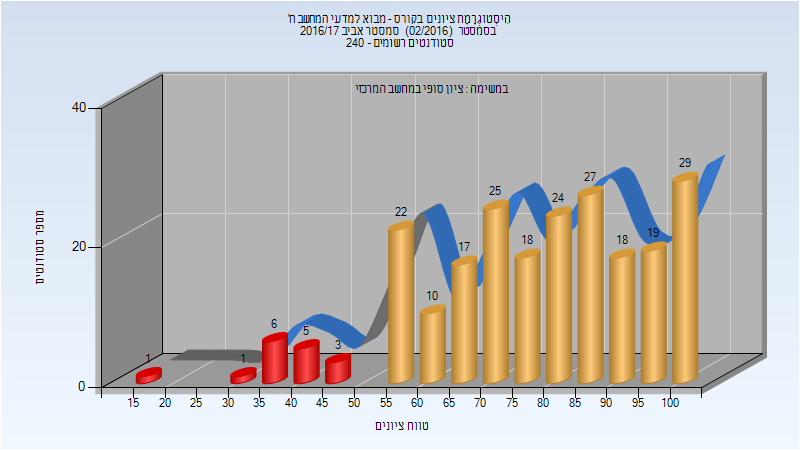 היסטוגרמת ציונים בקורס - מבוא למדעי המחשב ח'
בסמסטר (02/2016) סמסטר אביב 2016/17
סטודנטים רשומים - 240
במשימה : ציון סופי במחשב המרכזי
40
20
0
מספר סטודנטים
1
1
6
5
3
22
10
17
25
18
24
27
18
19
29
15 20 25 30 35 40 45 50 55 60 65 70 75 80 85 90 95 100
טווח ציונים